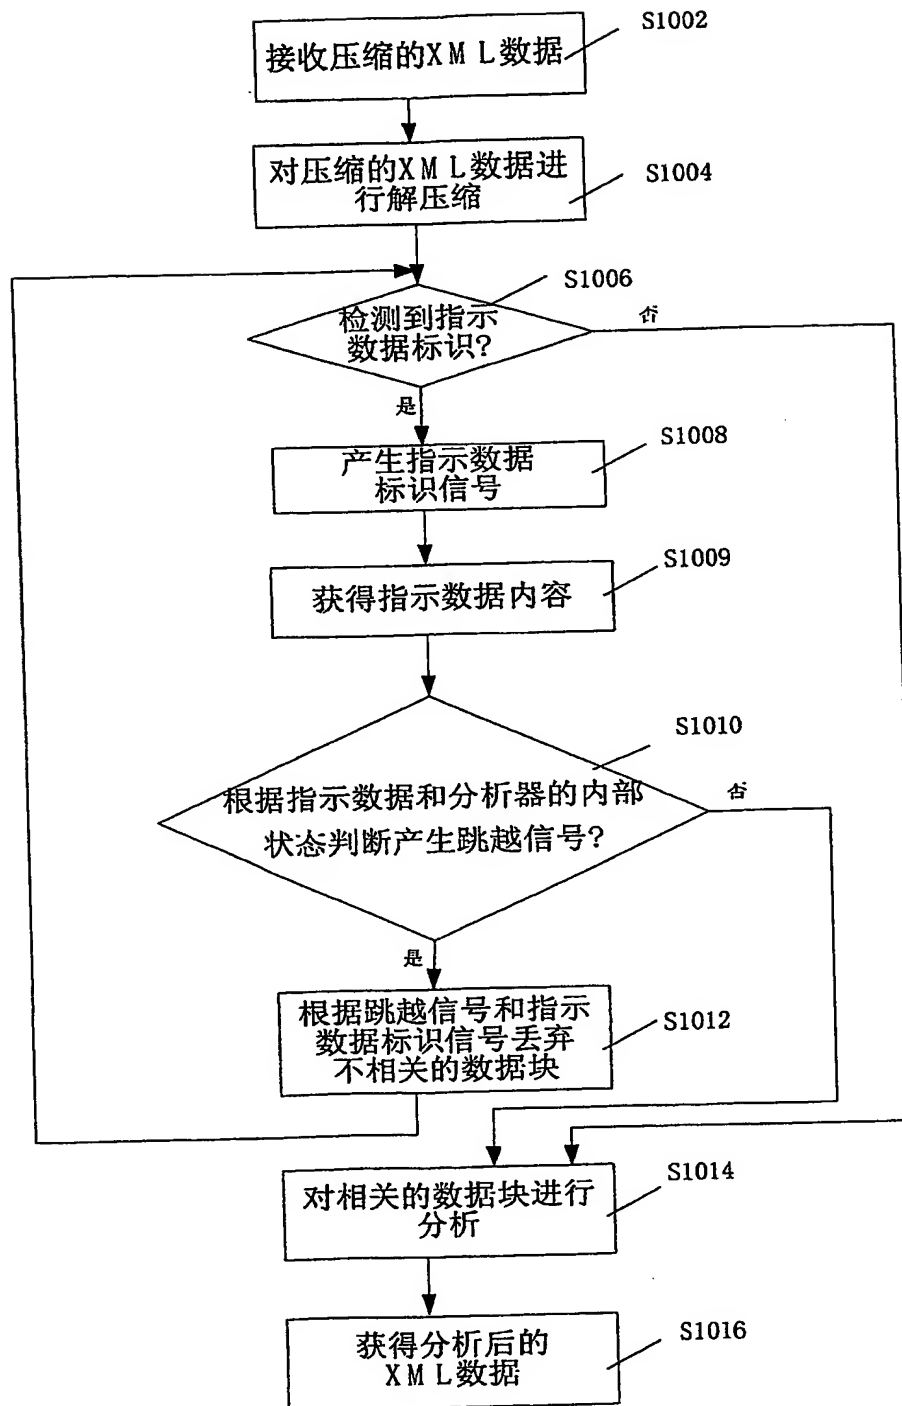 S1002
接收压缩的XML数据
对压缩的XML数据进
行解压缩
S1004
S1006
检测到指示
数据标识?
否
是
S1008
产生指示数据
标识信号
S1009
获得指示数据内容
S1010
根据指示数据和分析器的内部
状态判断产生跳越信号?
否
是
根据跳越信号和指示
数据标识信号丢弃
不相关的数据块
S1012
对相关的数据块进行
分析
S1014
获得分析后的
XML数据
S1016